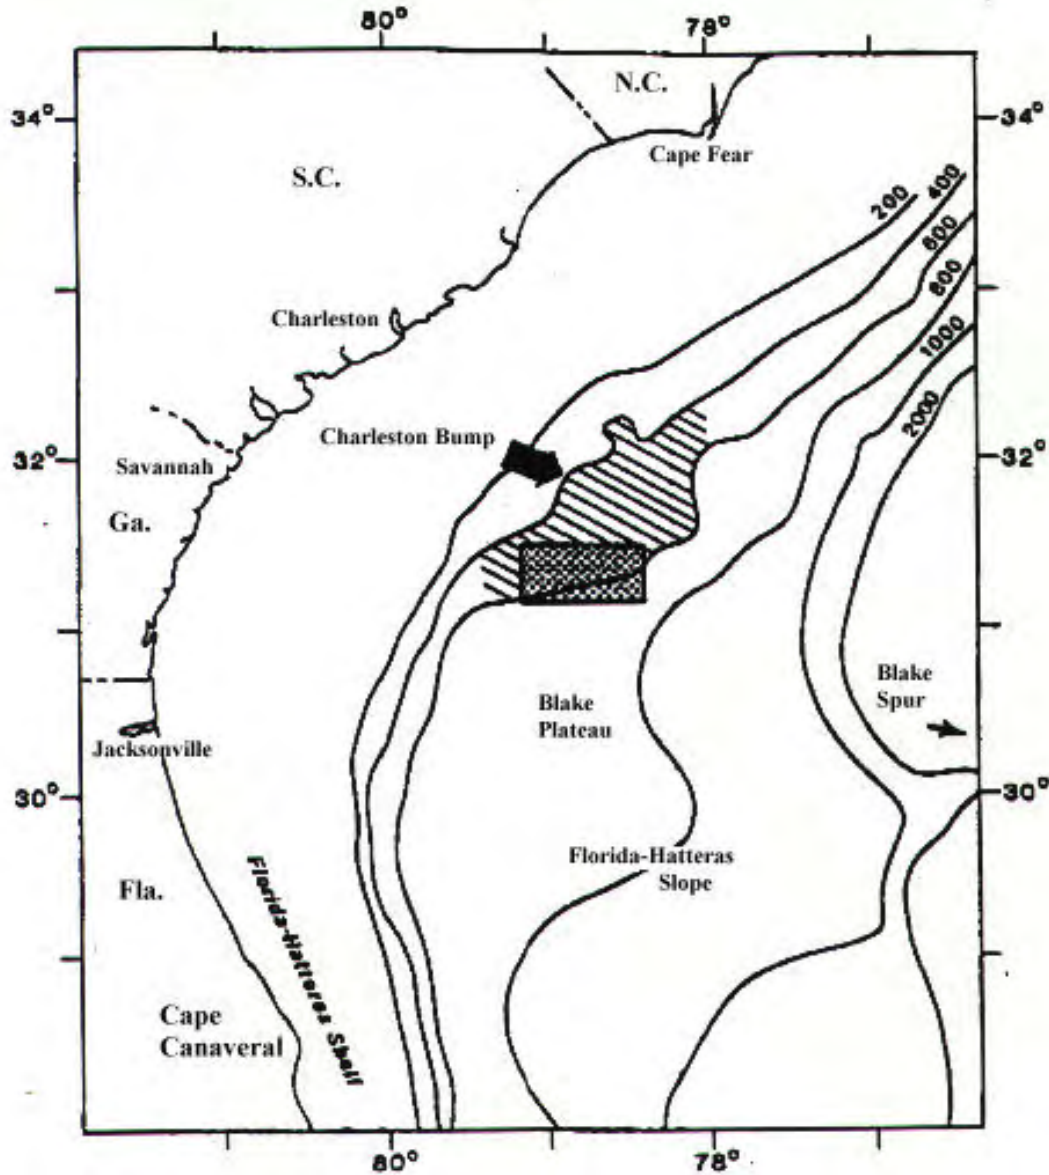 80°
78°
34°
34°
N.C.
Cape Fear
S.C.
200
400
600
800
1000
2000
Charleston
Charleston Bump
32°
32°
Savannah
Ga.
Blake
Spur
Blake
Plateau
Jacksonville
30°
30°
Florida-Hatteras
Slope
Fla.
Florida-Hatteras Shelf
Cape
Canaveral
80°
78°